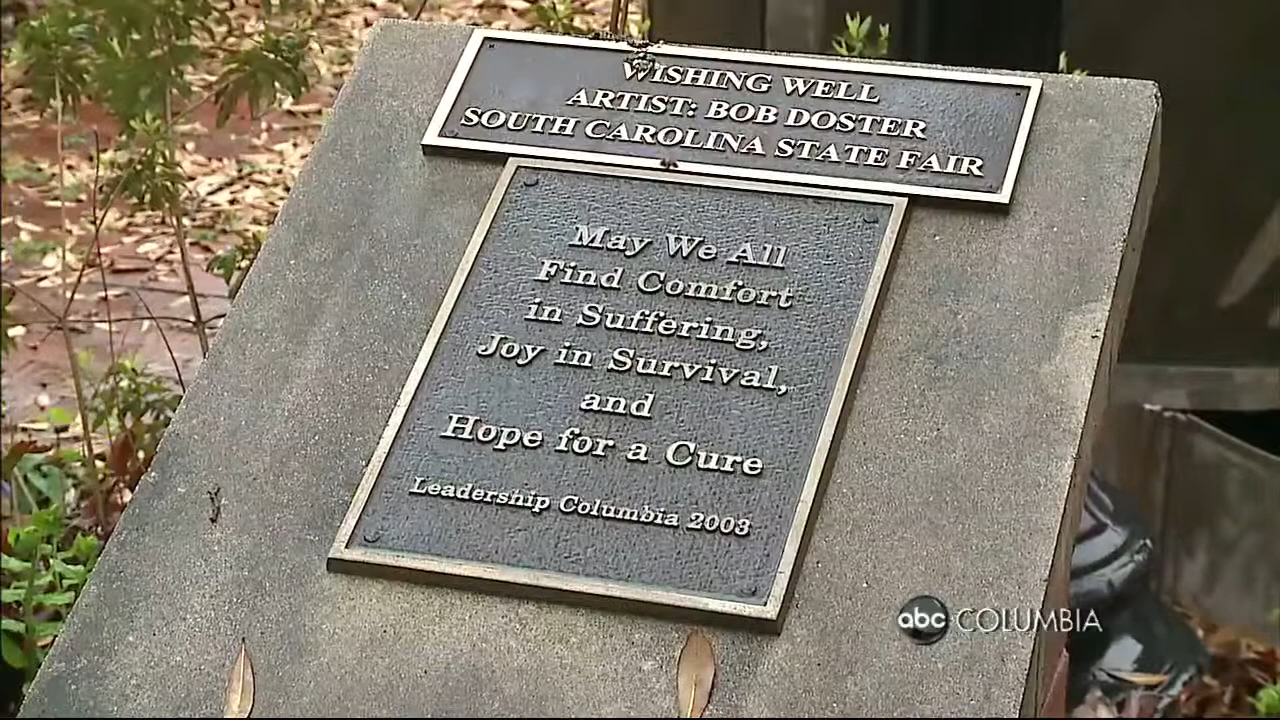 WISHING WELL
ARTIST: BOB DOSTER
SOUTH CAROLINA STATE FAIR
May We All
Find Comfort
in Suffering,
Joy in Survival,
and
Hope for a Cure
Leadership Columbia 2003
abc COLUMBIA